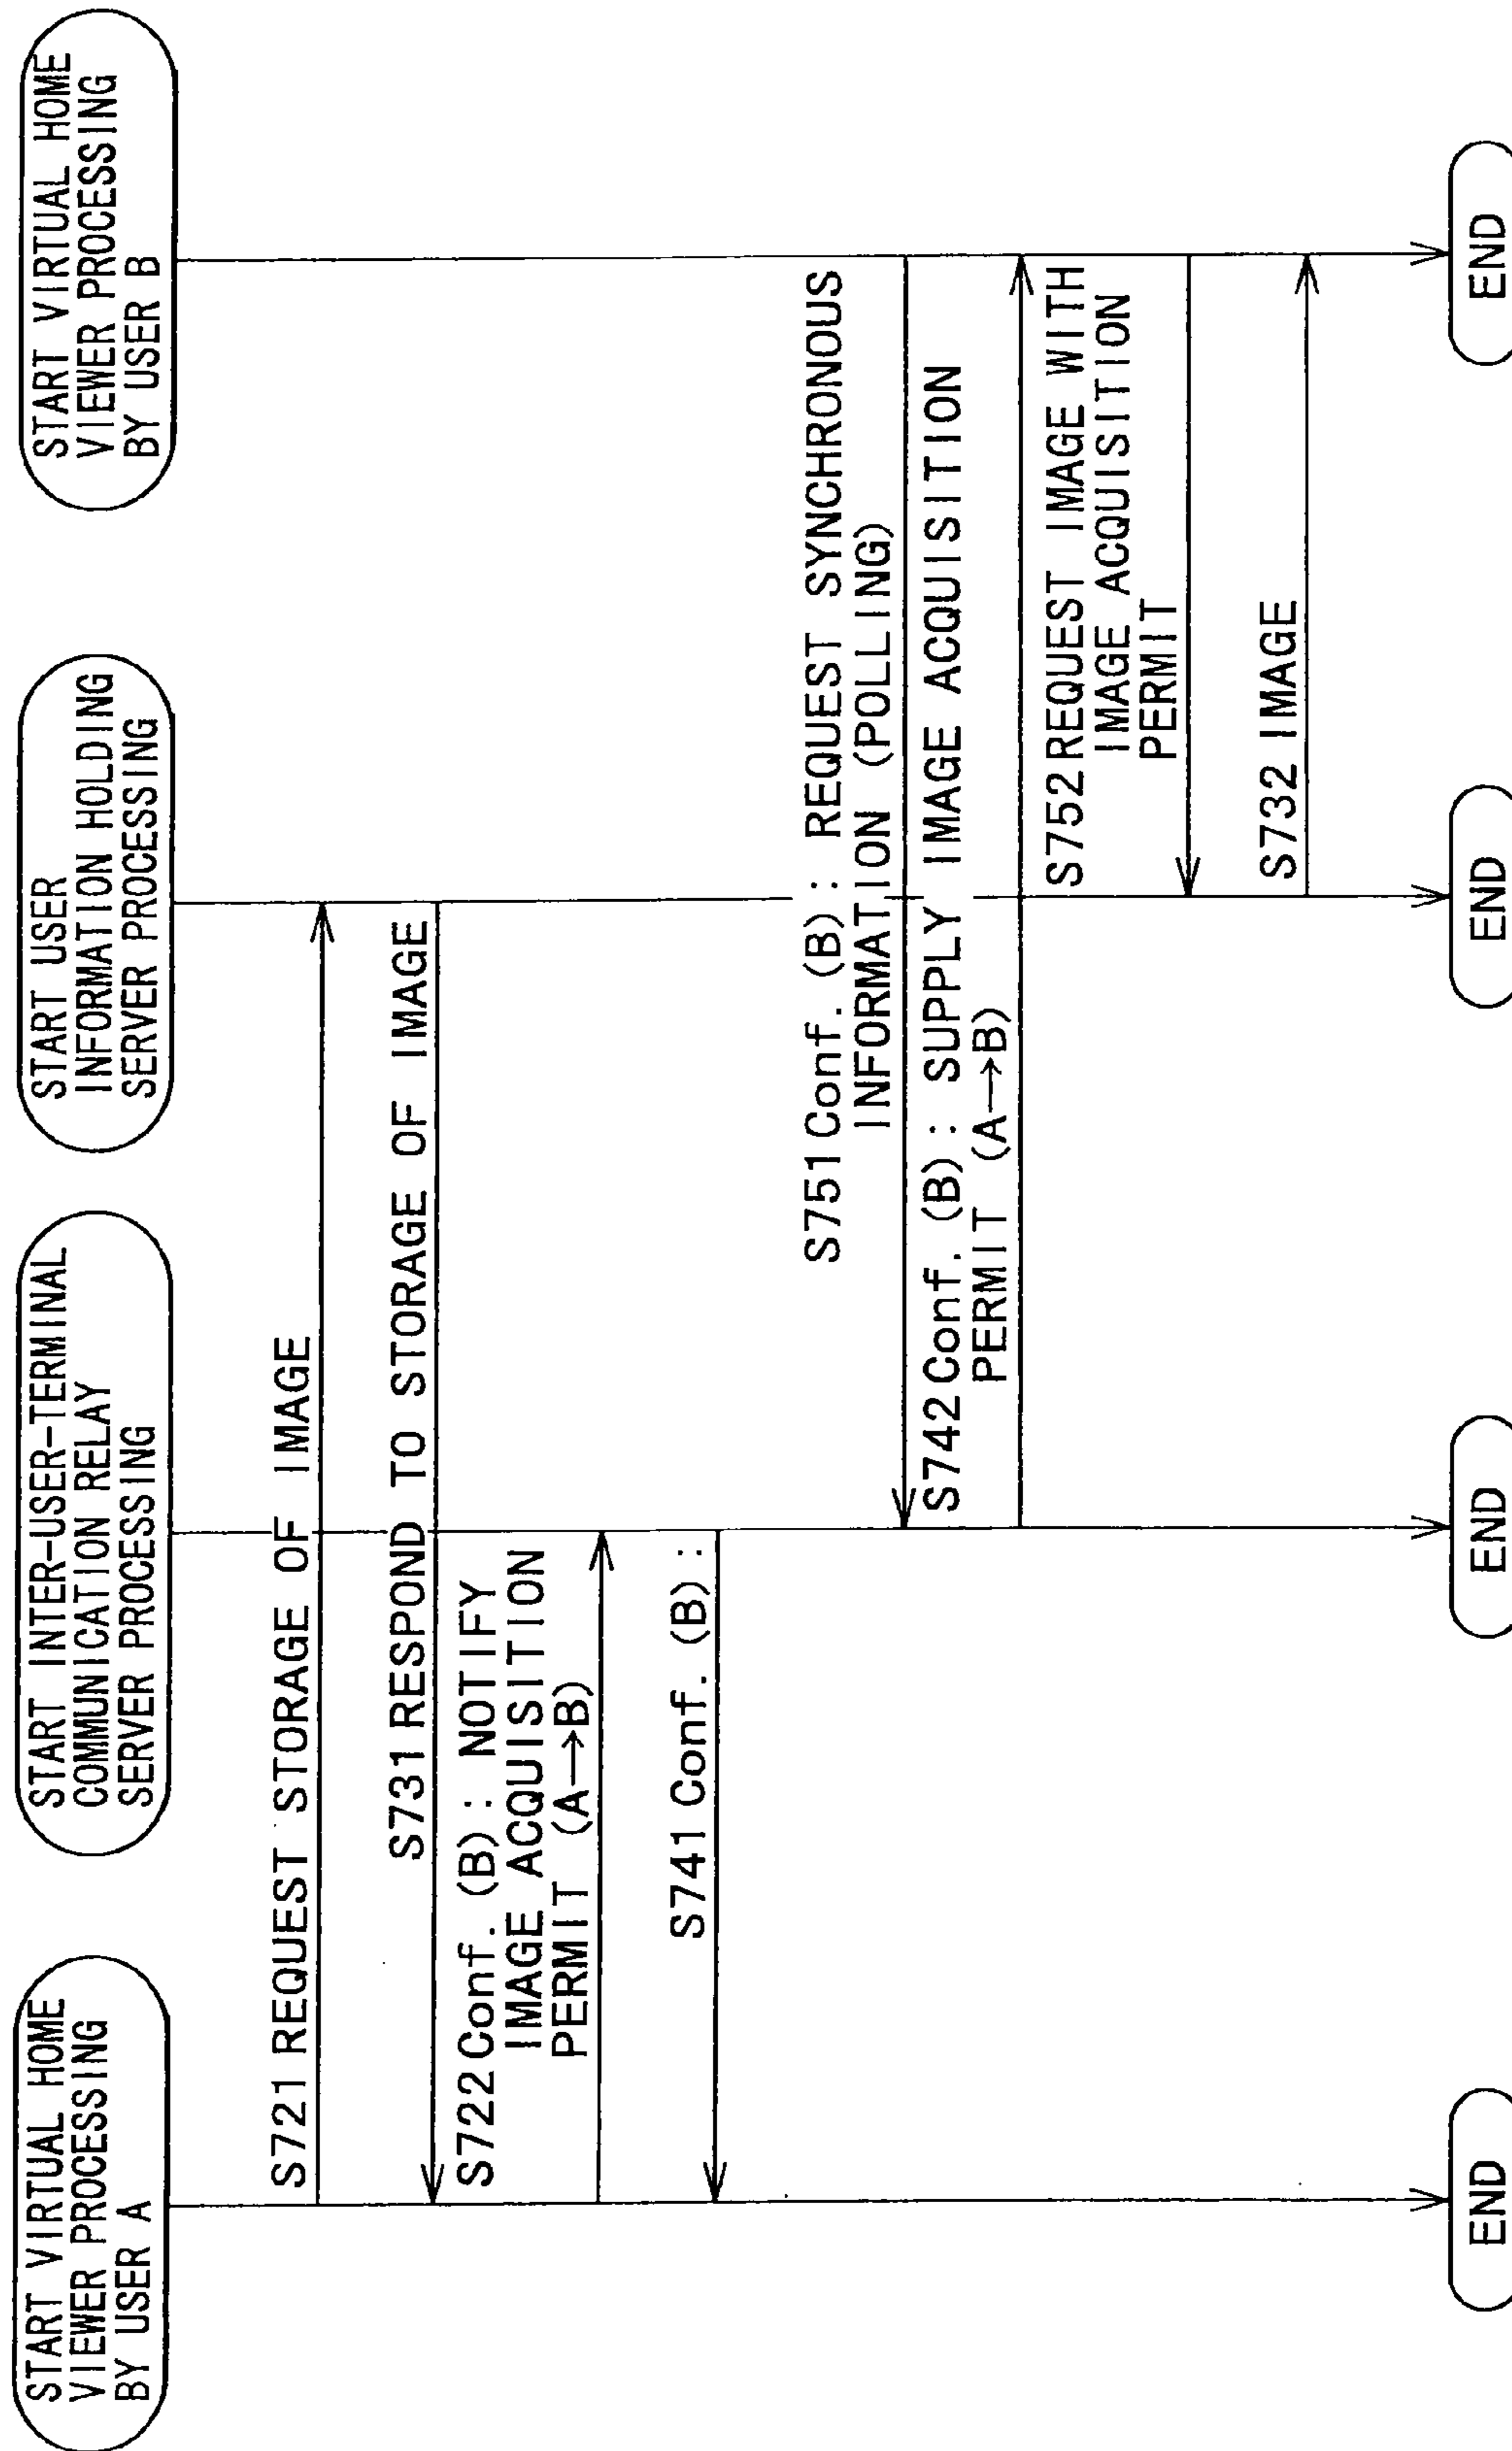 START VIRTUAL HOME
VIEWER PROCESSING
BY USER A
START INTER-USER-TERMINAL
COMMUNICATION RELAY
SERVER PROCESSING
START USER
INFORMATION HOLDING
SERVER PROCESSING
START VIRTUAL HOME
VIEWER PROCESSING
BY USER B
S721 REQUEST STORAGE OF IMAGE
S731 RESPOND TO STORAGE OF IMAGE
S722 Conf. (B) : NOTIFY
IMAGE ACQUISITION
PERMIT (A→B)
S741 Conf. (B) :
S751 Conf. (B) : REQUEST SYNCHRONOUS
INFORMATION (POLLING)
S742 Conf. (B) : SUPPLY IMAGE ACQUISITION
PERMIT (A→B)
S752 REQUEST IMAGE WITH
IMAGE ACQUISITION
PERMIT
S732 IMAGE
END
END
END
END